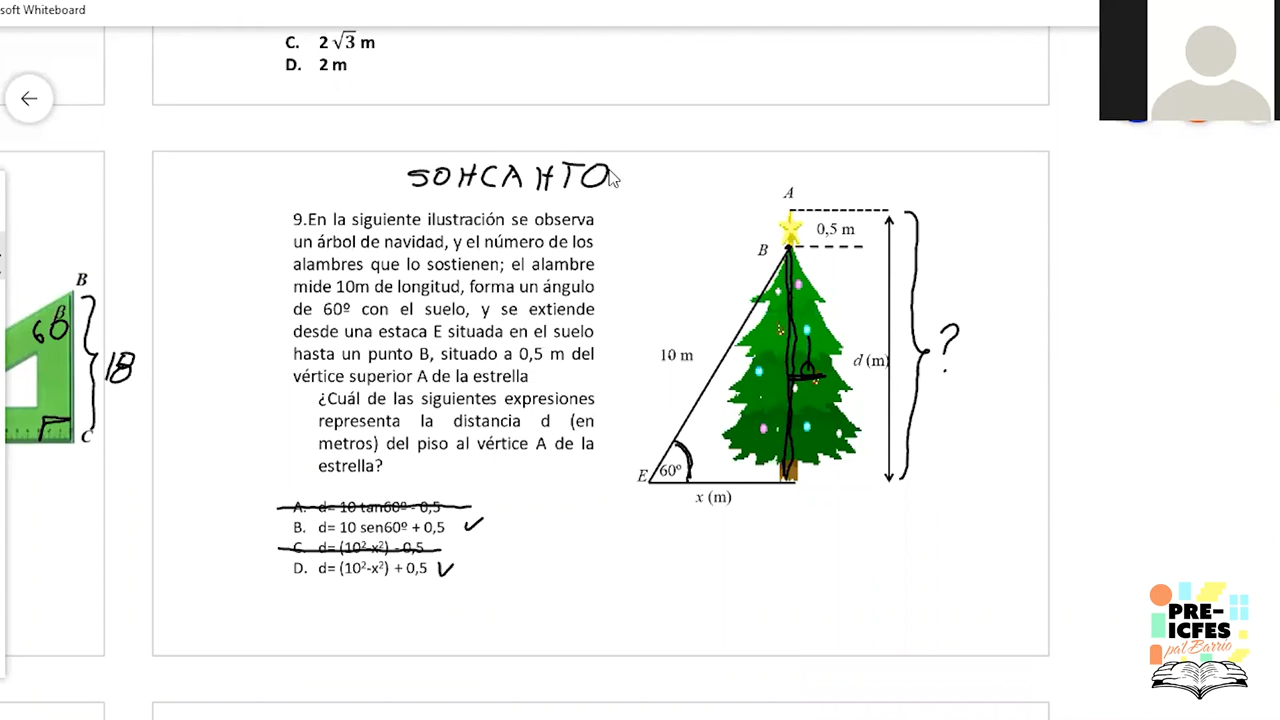 soft Whiteboard
C. 2 √3 m
D. 2 m
SOHCAHTO
9.En la siguiente ilustración se observa
un árbol de navidad, y el número de los
alambres que lo sostienen; el alambre
mide 10m de longitud, forma un ángulo
de 60º con el suelo, y se extiende
desde una estaca E situada en el suelo
hasta un punto B, situado a 0,5 m del
vértice superior A de la estrella
¿Cuál de las siguientes expresiones
representa la distancia d (en
metros) del piso al vértice A de la
estrella?
A. d= 10 tan60º - 0,5
B. d= 10 sen60º + 0,5
C. d= (10²-x²) - 0,5
D. d= (10²-x²) + 0,5
A
0,5 m
B
10 m
d (m)
?
E
60º
x (m)
B
60
18
C
PRE-
ICFES
pa'l Barrio